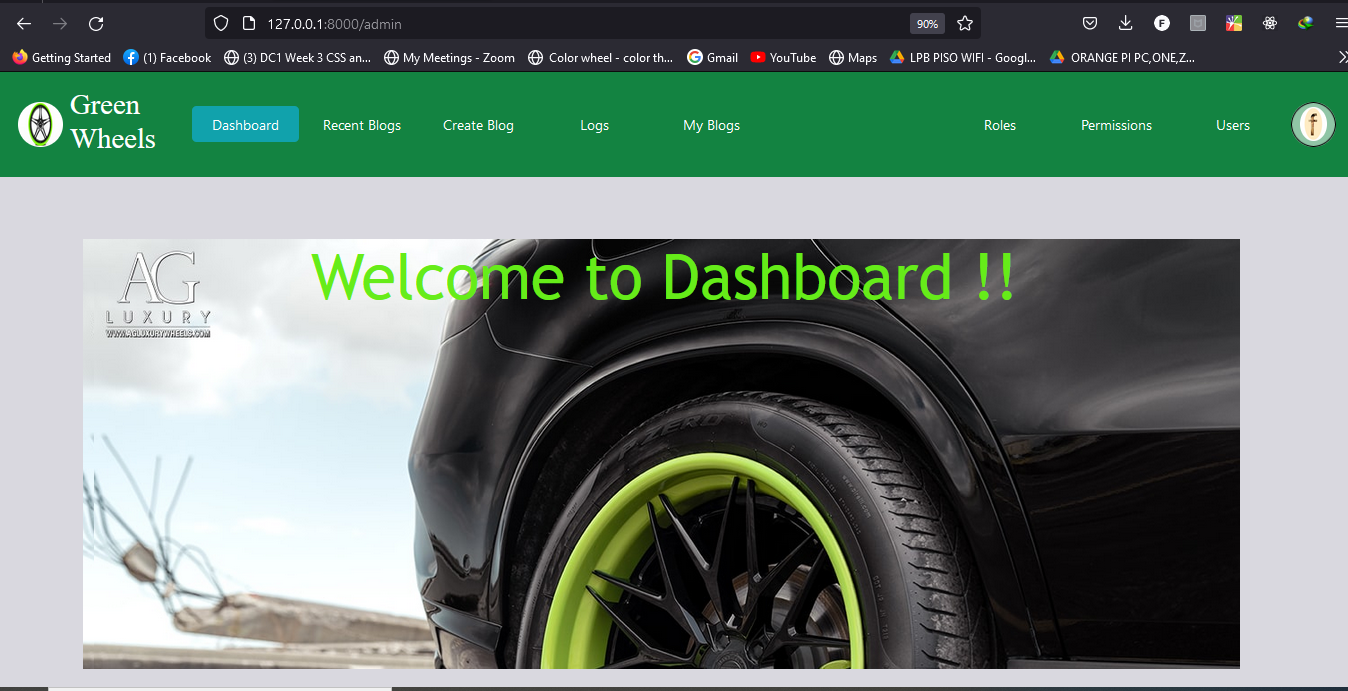 127.0.0.1:8000/admin
90%
F
Getting Started
(1) Facebook
(3) DC1 Week 3 CSS an...
My Meetings - Zoom
Color wheel - color th...
Gmail
YouTube
Maps
LPB PISO WIFI - Googl...
ORANGE PI PC,ONE,Z...
Green
Wheels
Dashboard
Recent Blogs
Create Blog
Logs
My Blogs
Roles
Permissions
Users
f
Welcome to Dashboard !!
AG
LUXURY
WWW.AGLUXURYWHEELS.COM
P ZERO